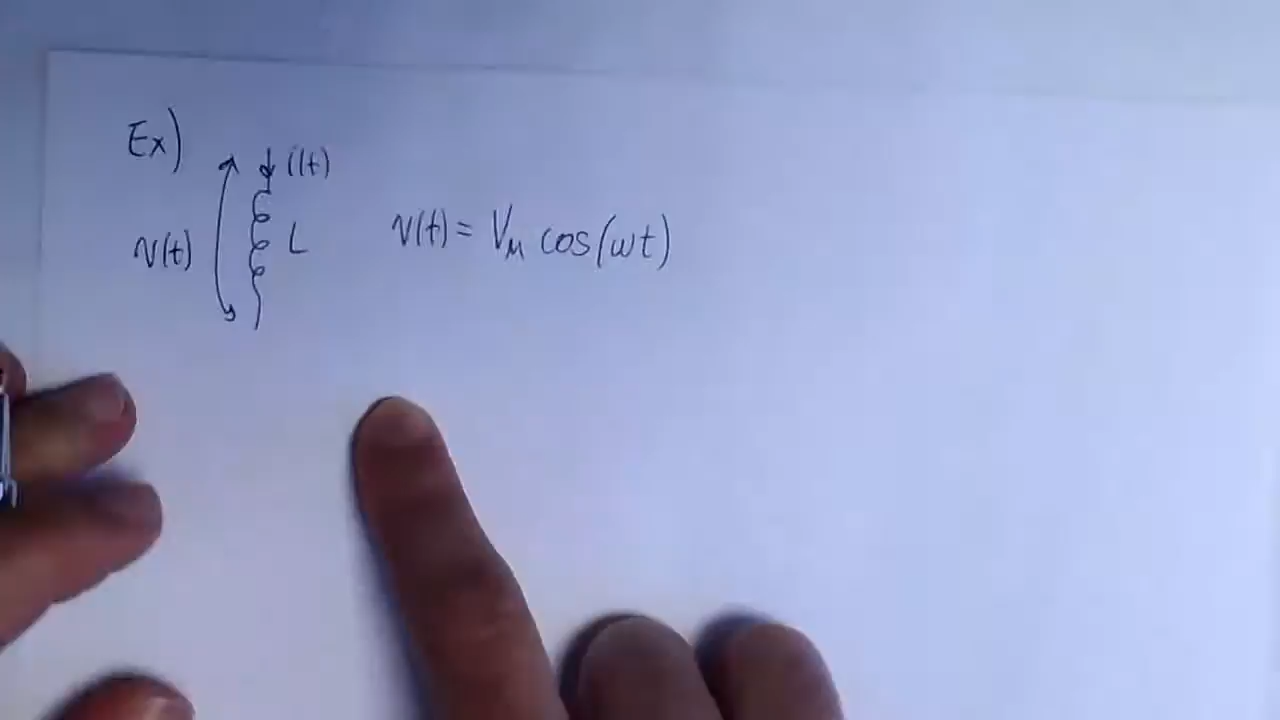 Ex)
i(t)
v(t)
L
v(t) = V_M cos(ωt)